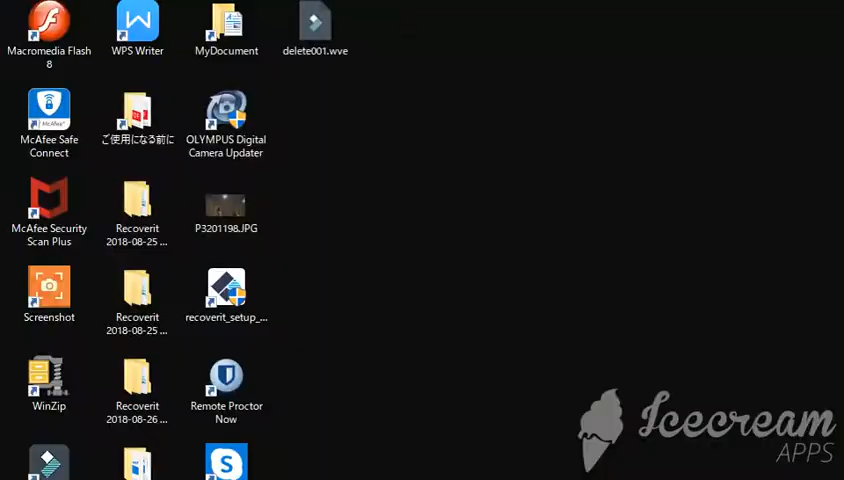 Macromedia Flash
8
WPS Writer
MyDocument
delete001.wve
McAfee Safe
Connect
ご使用になる前に
OLYMPUS Digital
Camera Updater
McAfee Security
Scan Plus
Recoverit
2018-08-25 ...
P3201198.JPG
Screenshot
Recoverit
2018-08-25 ...
recoverit_setup_...
WinZip
Recoverit
2018-08-26 ...
Remote Proctor
Now
Icecream
APPS